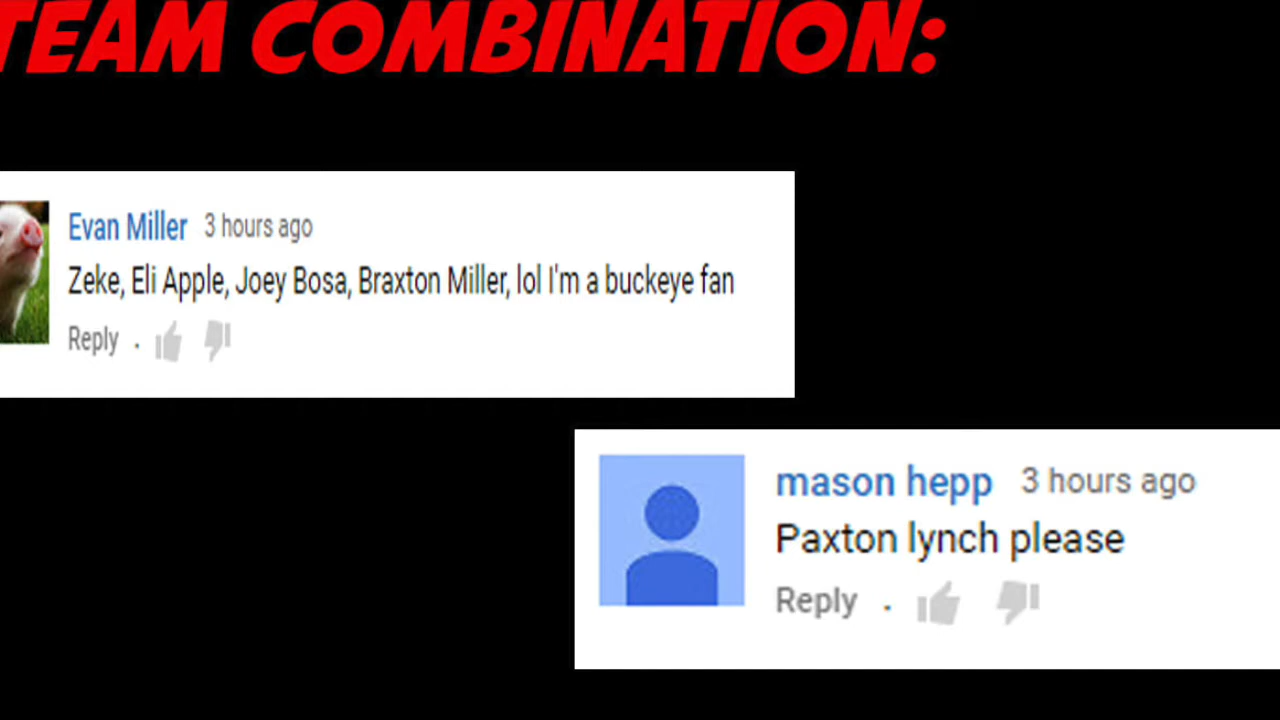 TEAM COMBINATION:
Evan Miller 3 hours ago
Zeke, Eli Apple, Joey Bosa, Braxton Miller, lol I'm a buckeye fan
Reply .
mason hepp 3 hours ago
Paxton lynch please
Reply .